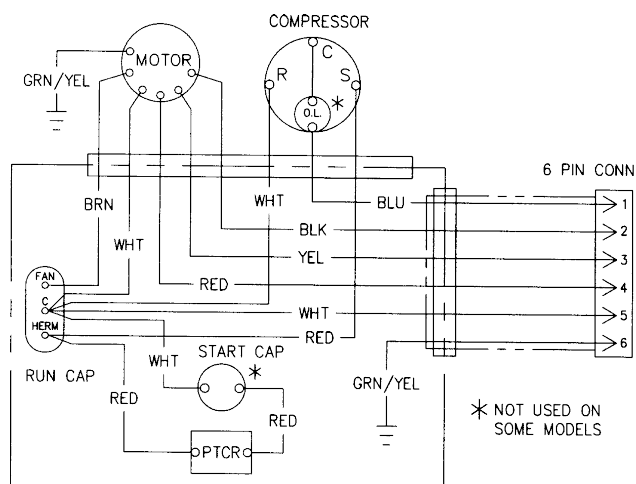 COMPRESSOR
C
MOTOR
R
S
GRN/YEL
O.L.
*
6 PIN CONN
BRN
WHT
BLU
1
WHT
BLK
2
YEL
3
FAN
RED
4
C
WHT
5
HERM
RED
6
WHT
START CAP
*
RUN CAP
GRN/YEL
RED
RED
* NOT USED ON
SOME MODELS
PTCR